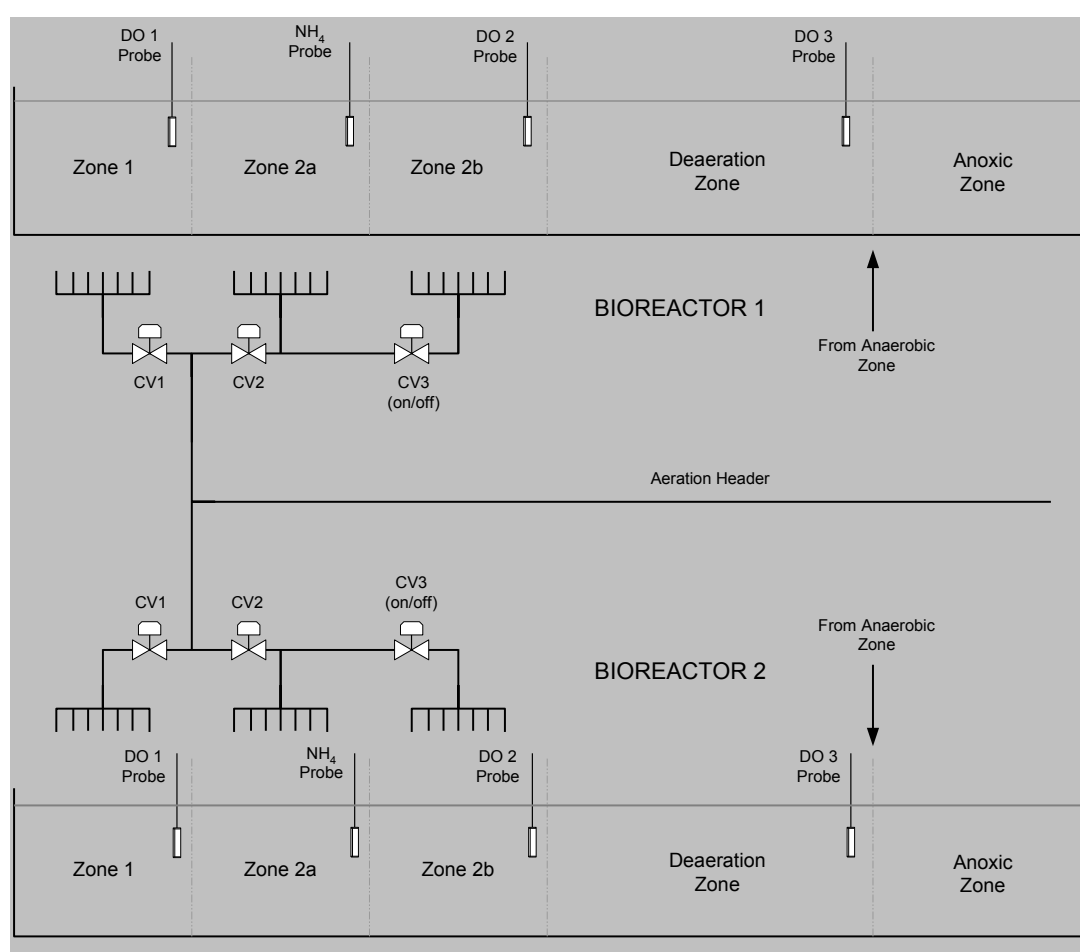 DO 1
Probe
NH4
Probe
DO 2
Probe
DO 3
Probe
Zone 1
Zone 2a
Zone 2b
Deaeration
Zone
Anoxic
Zone
BIOREACTOR 1
From Anaerobic
Zone
CV1
CV2
CV3
(on/off)
Aeration Header
CV1
CV2
CV3
(on/off)
From Anaerobic
Zone
BIOREACTOR 2
DO 1
Probe
NH4
Probe
DO 2
Probe
DO 3
Probe
Zone 1
Zone 2a
Zone 2b
Deaeration
Zone
Anoxic
Zone